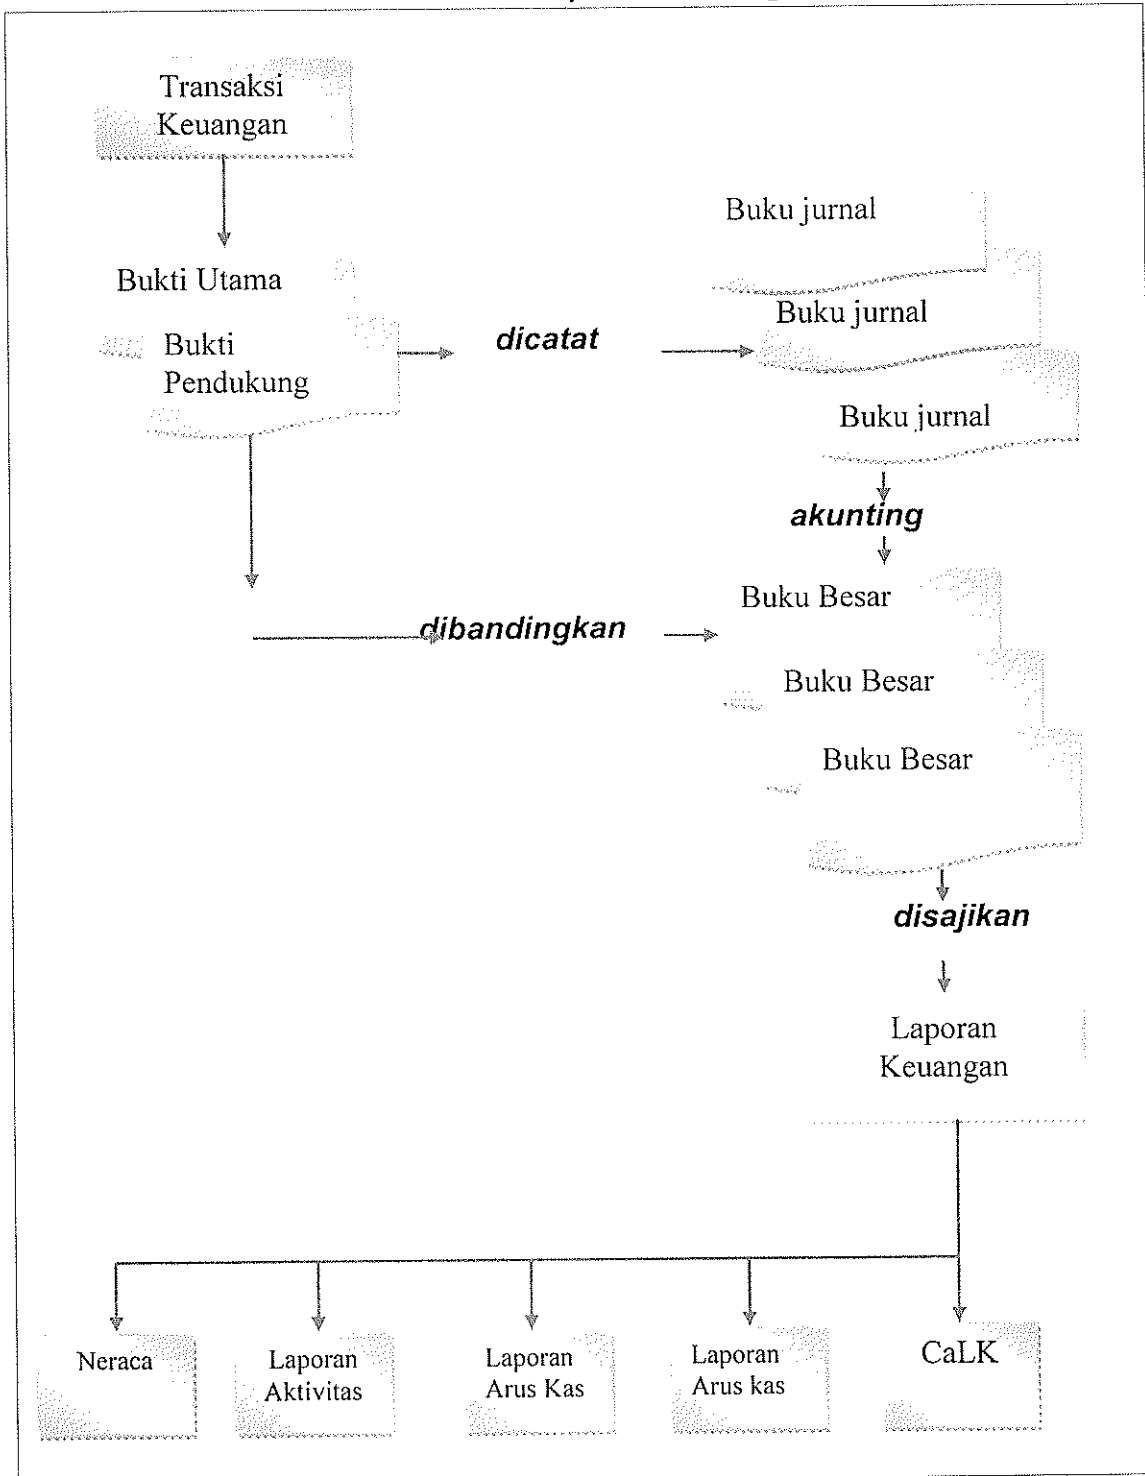 Transaksi
Keuangan
Buku jurnal
Bukti Utama
Buku jurnal
dicatat
Bukti
Pendukung
Buku jurnal
akunting
Buku Besar
dibandingkan
Buku Besar
Buku Besar
disajikan
Laporan
Keuangan
Neraca
Laporan
Aktivitas
Laporan
Arus Kas
Laporan
Arus kas
CaLK